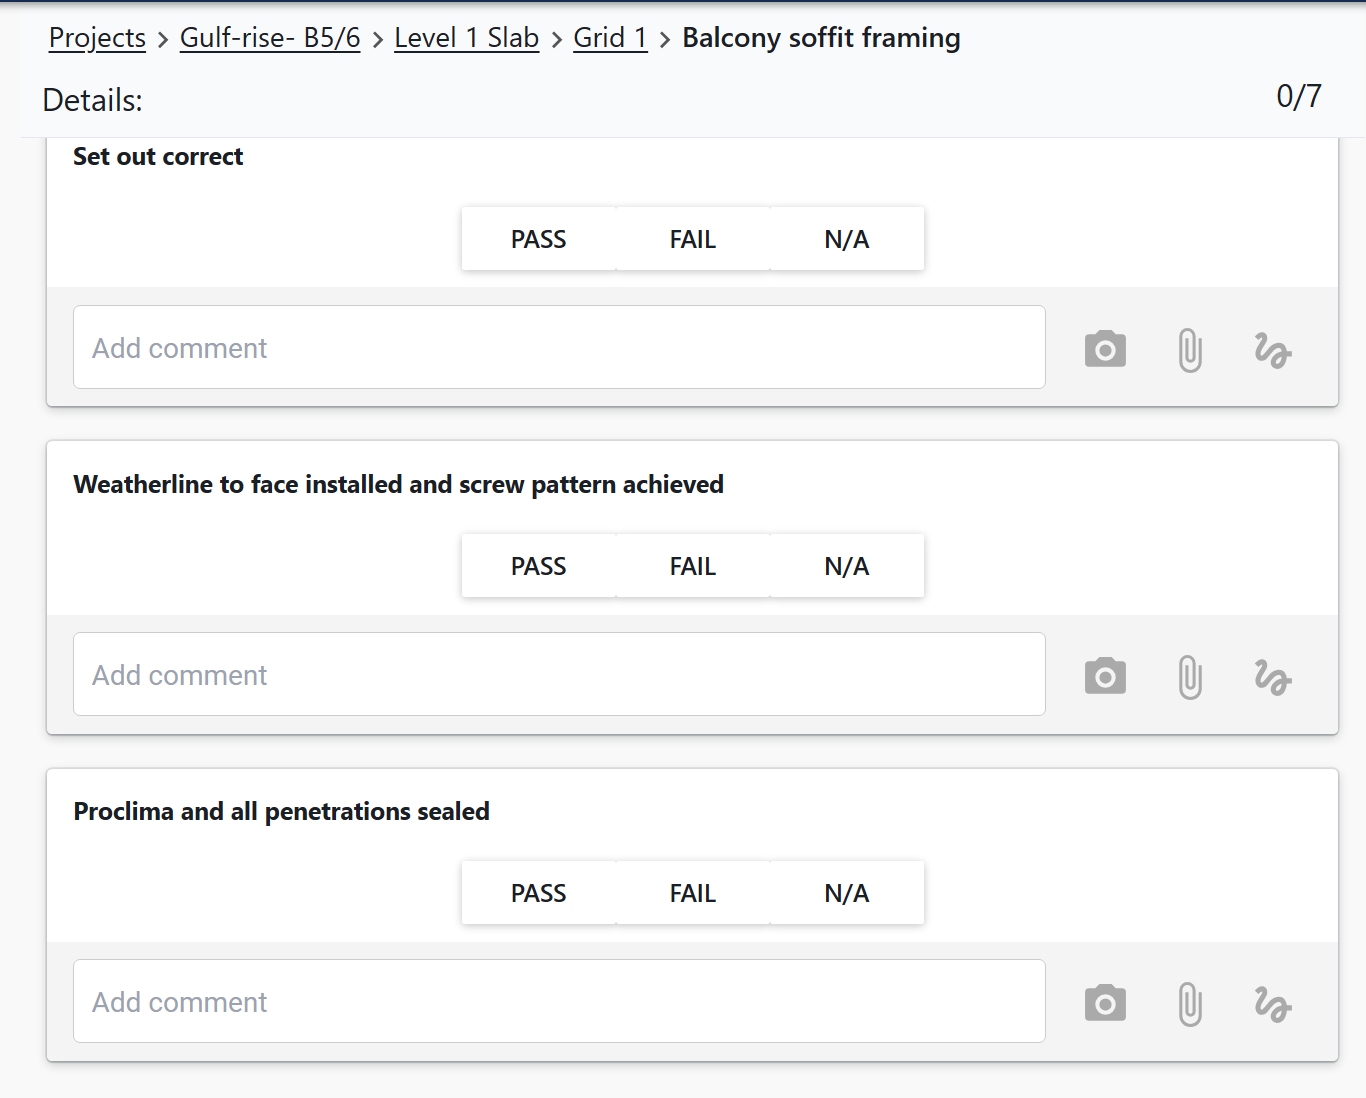 Projects > Gulf-rise- B5/6 > Level 1 Slab > Grid 1 > Balcony soffit framing
Details:
0/7
Set out correct
PASS FAIL N/A
Add comment
Weatherline to face installed and screw pattern achieved
PASS FAIL N/A
Add comment
Proclima and all penetrations sealed
PASS FAIL N/A
Add comment